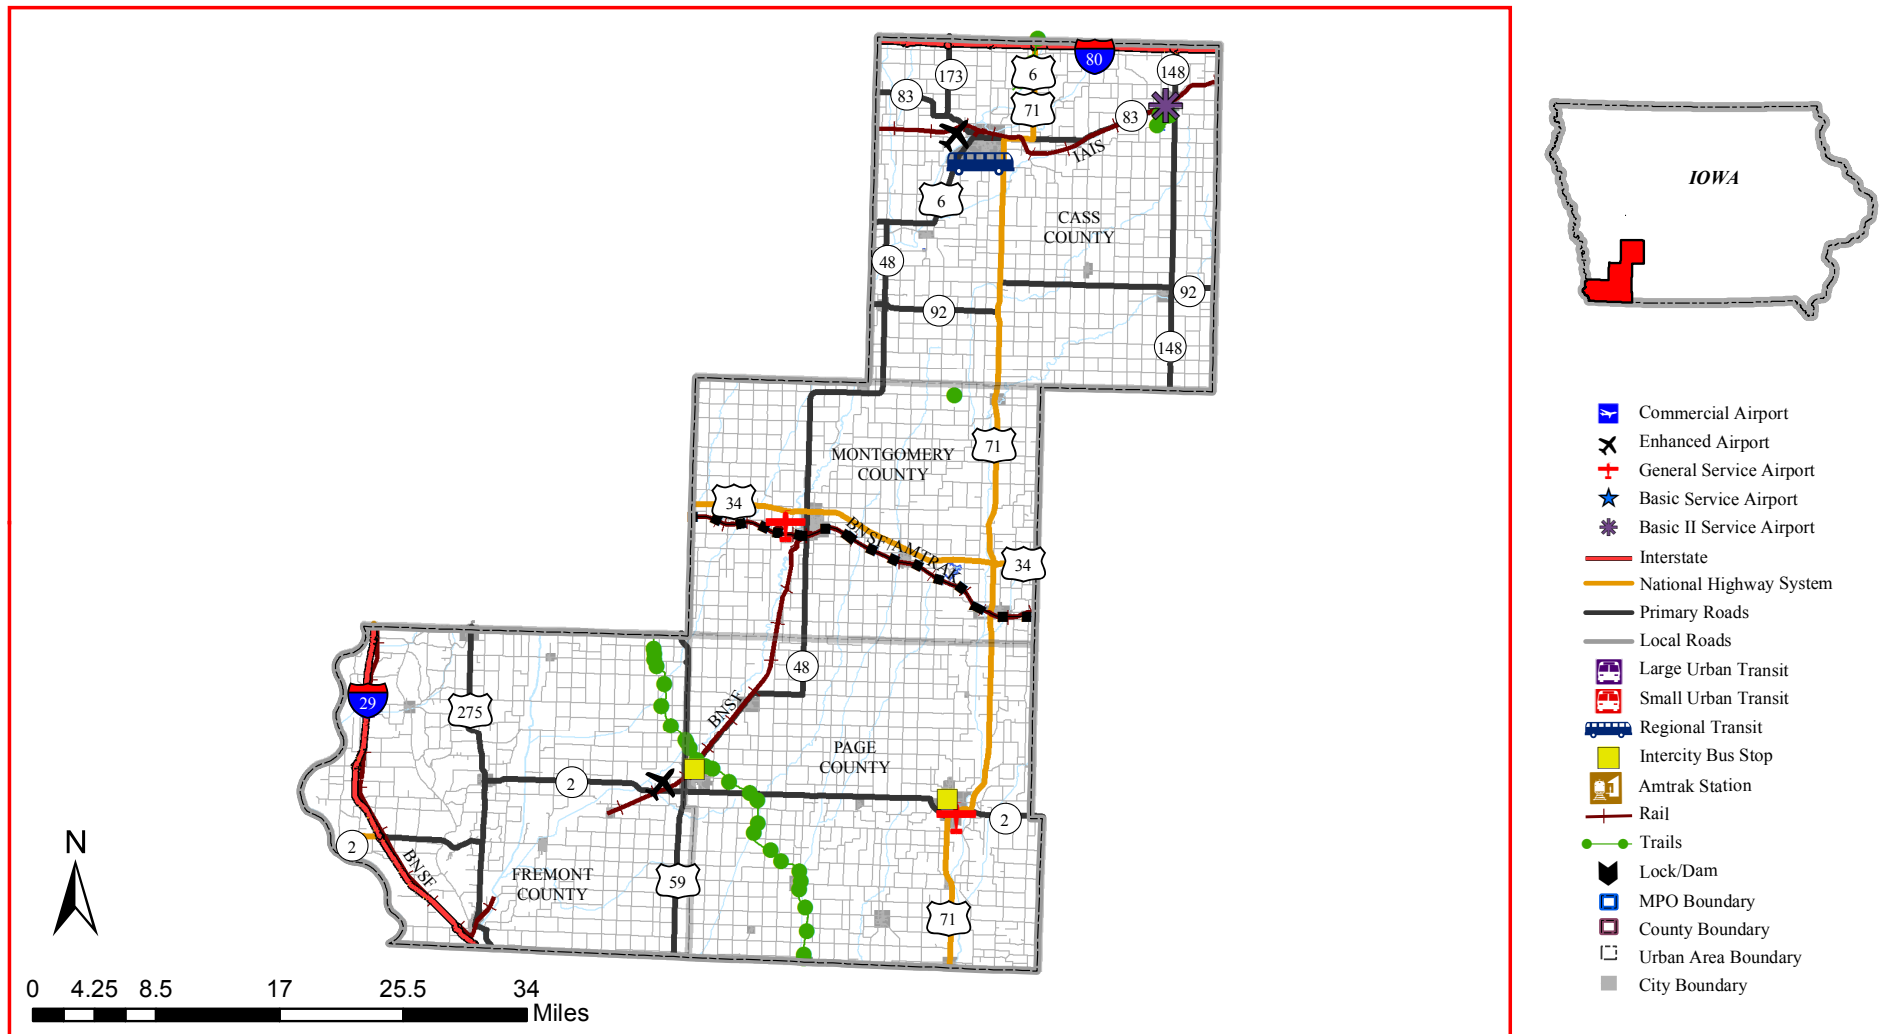 80
173
6
148
83
71
83
IAIS
6
CASS
COUNTY
48
92
92
148
71
MONTGOMERY
COUNTY
34
BNSF/AMTRAK
34
48
29
275
BNSF
PAGE
COUNTY
2
2
2
BNSF
FREMONT
COUNTY
59
71
N
0 4.25 8.5 17 25.5 34
Miles
IOWA
Commercial Airport
Enhanced Airport
General Service Airport
Basic Service Airport
Basic II Service Airport
Interstate
National Highway System
Primary Roads
Local Roads
Large Urban Transit
Small Urban Transit
Regional Transit
Intercity Bus Stop
Amtrak Station
Rail
Trails
Lock/Dam
MPO Boundary
County Boundary
Urban Area Boundary
City Boundary